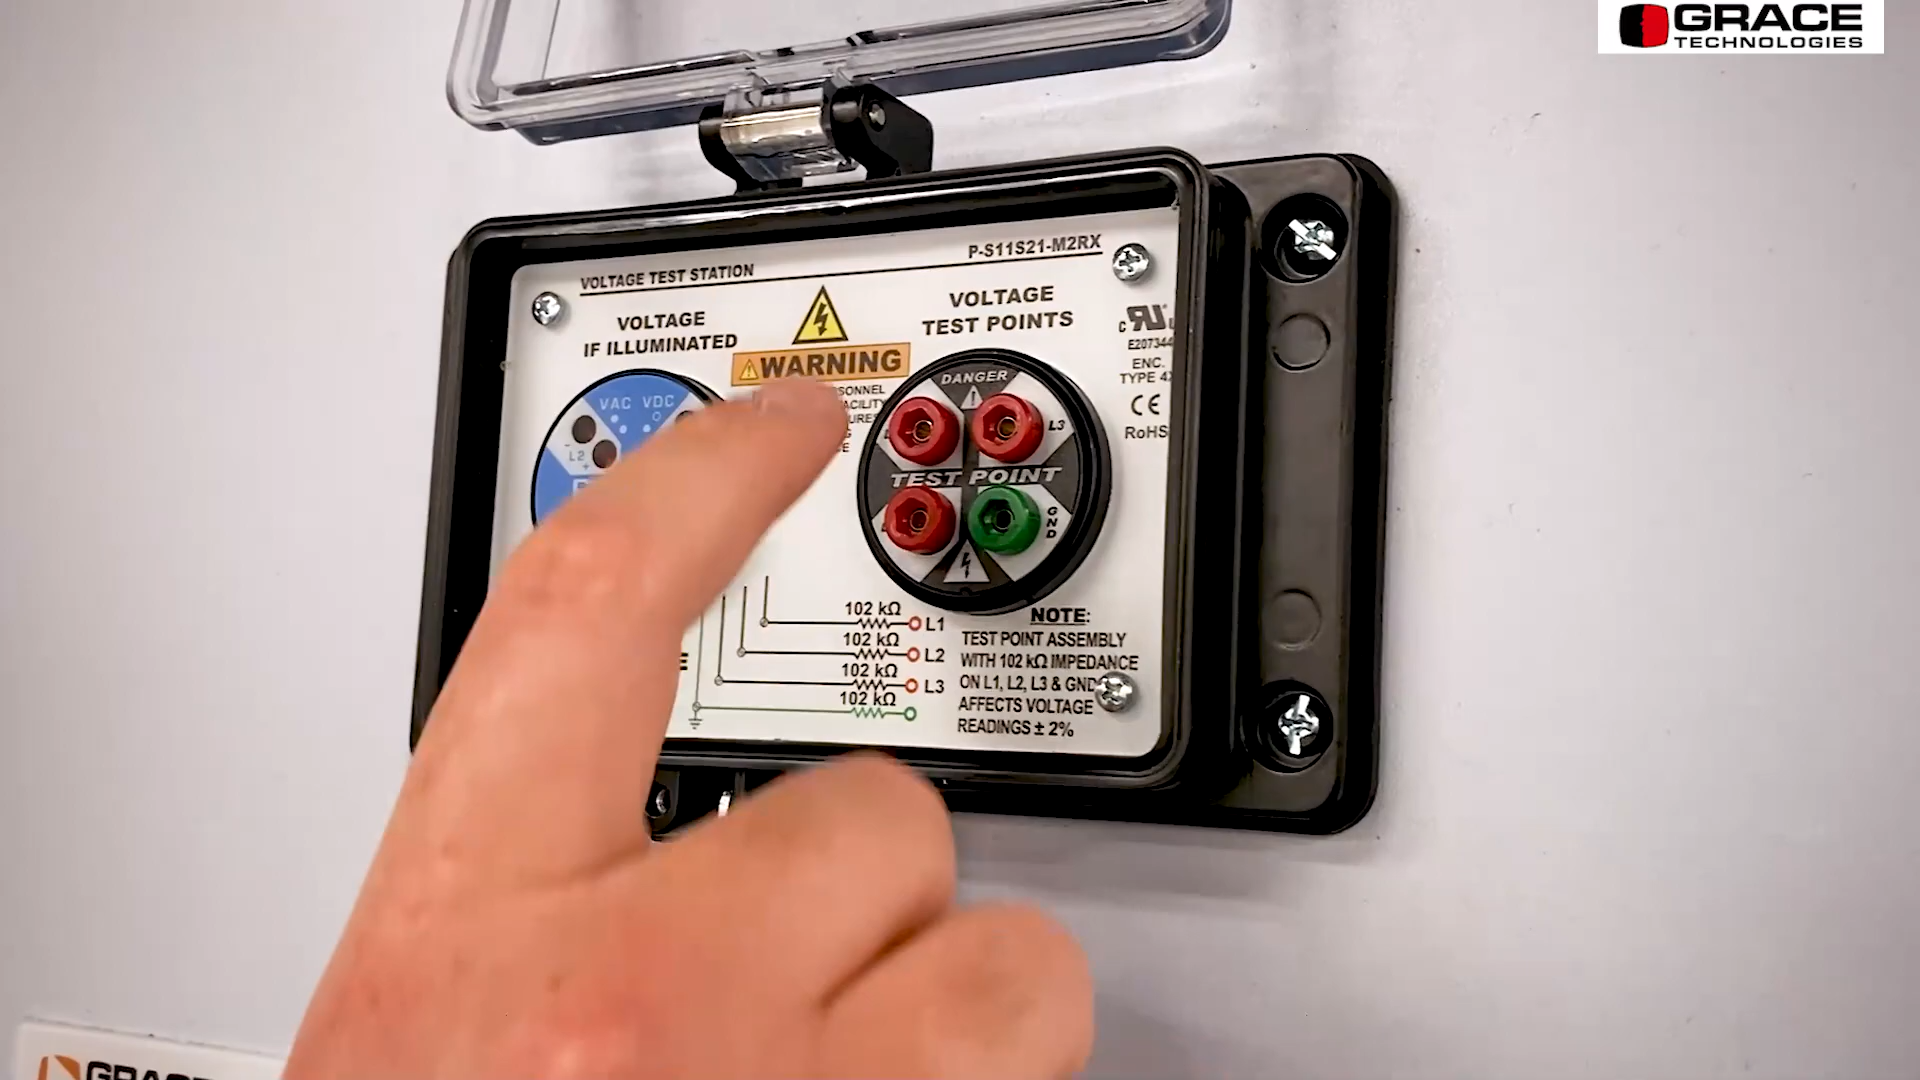 GRACE
TECHNOLOGIES
VOLTAGE TEST STATION
P-S11S21-M2RX
VOLTAGE
IF ILLUMINATED
WARNING
VOLTAGE
TEST POINTS
E207344
ENC.
TYPE 4X
CE
RoHS
VAC VDC
L2
DANGER
L3
TEST POINT
GND
102 kΩ L1
102 kΩ L2
102 kΩ L3
102 kΩ
NOTE:
TEST POINT ASSEMBLY
WITH 102 kΩ IMPEDANCE
ON L1, L2, L3 & GND
AFFECTS VOLTAGE
READINGS ± 2%
GRACE